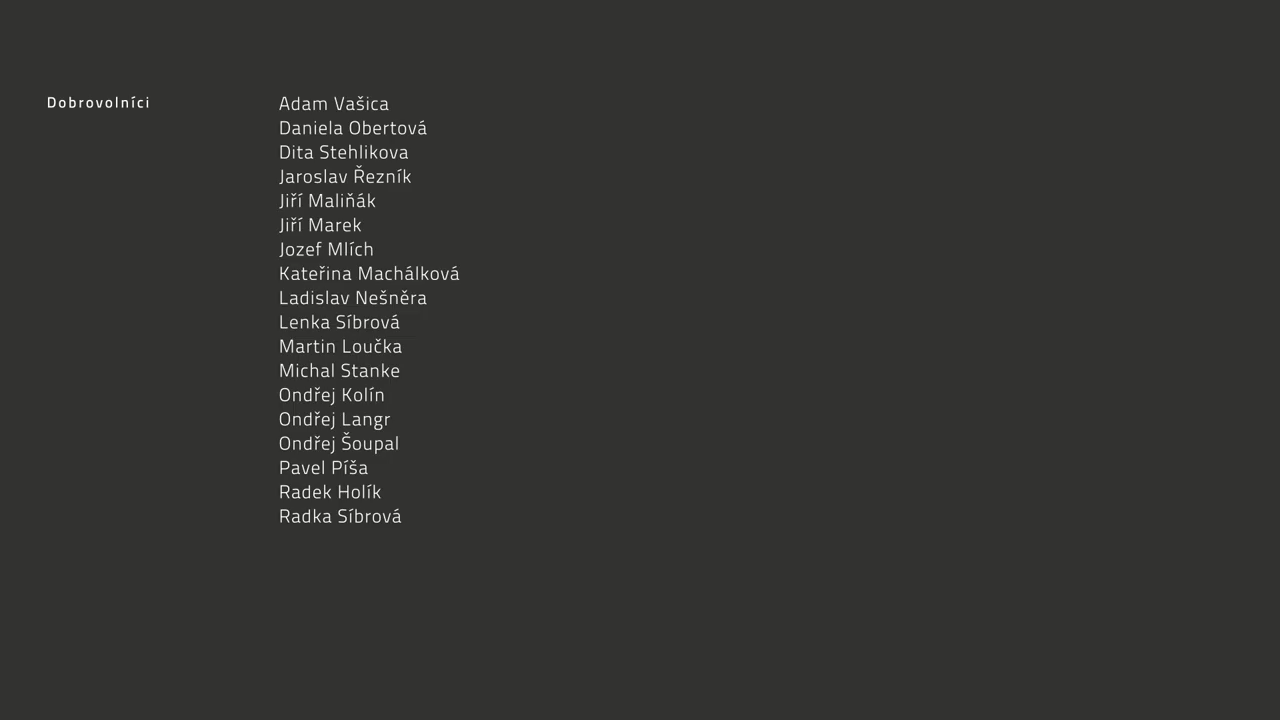 Dobrovolníci
Adam Vašica
Daniela Obertová
Dita Stehlikova
Jaroslav Řezník
Jiří Maliňák
Jiří Marek
Jozef Mlích
Kateřina Machálková
Ladislav Nešněra
Lenka Síbrová
Martin Loučka
Michal Stanke
Ondřej Kolín
Ondřej Langr
Ondřej Šoupal
Pavel Píša
Radek Holík
Radka Síbrová